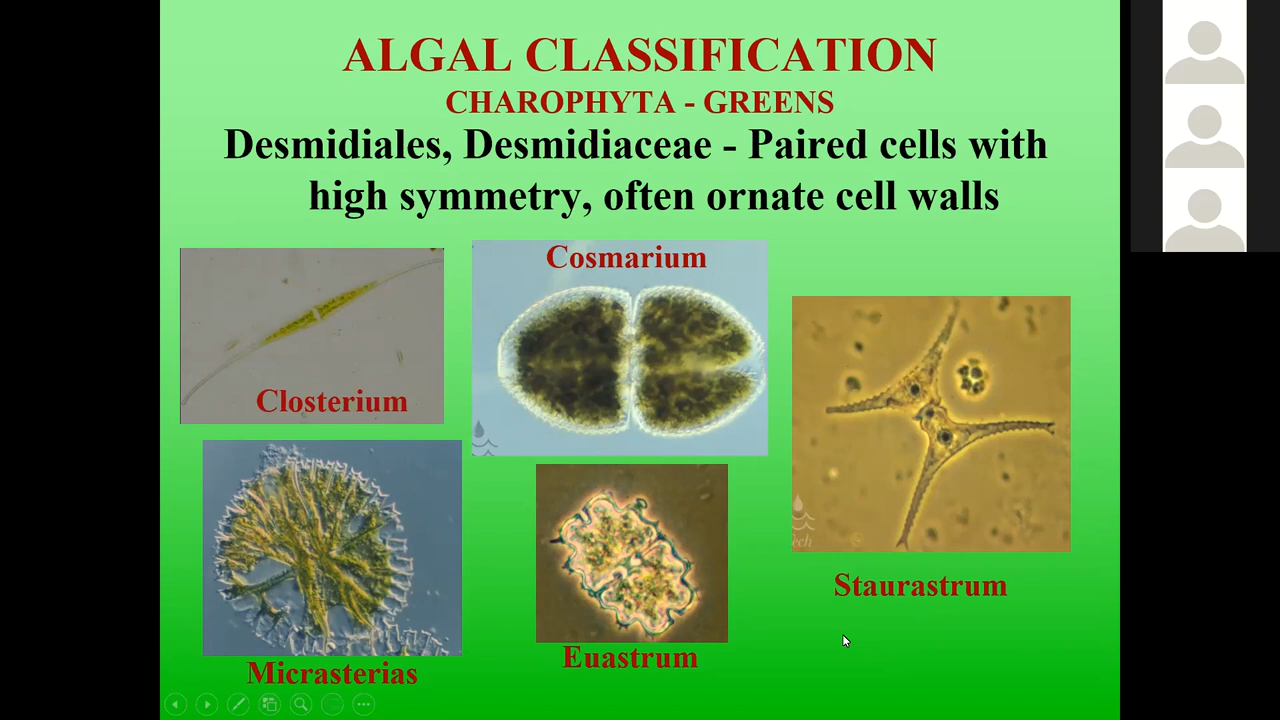 ALGAL CLASSIFICATION
CHAROPHYTA - GREENS
Desmidiales, Desmidiaceae - Paired cells with
high symmetry, often ornate cell walls
Cosmarium
Closterium
Staurastrum
Euastrum
Micrasterias